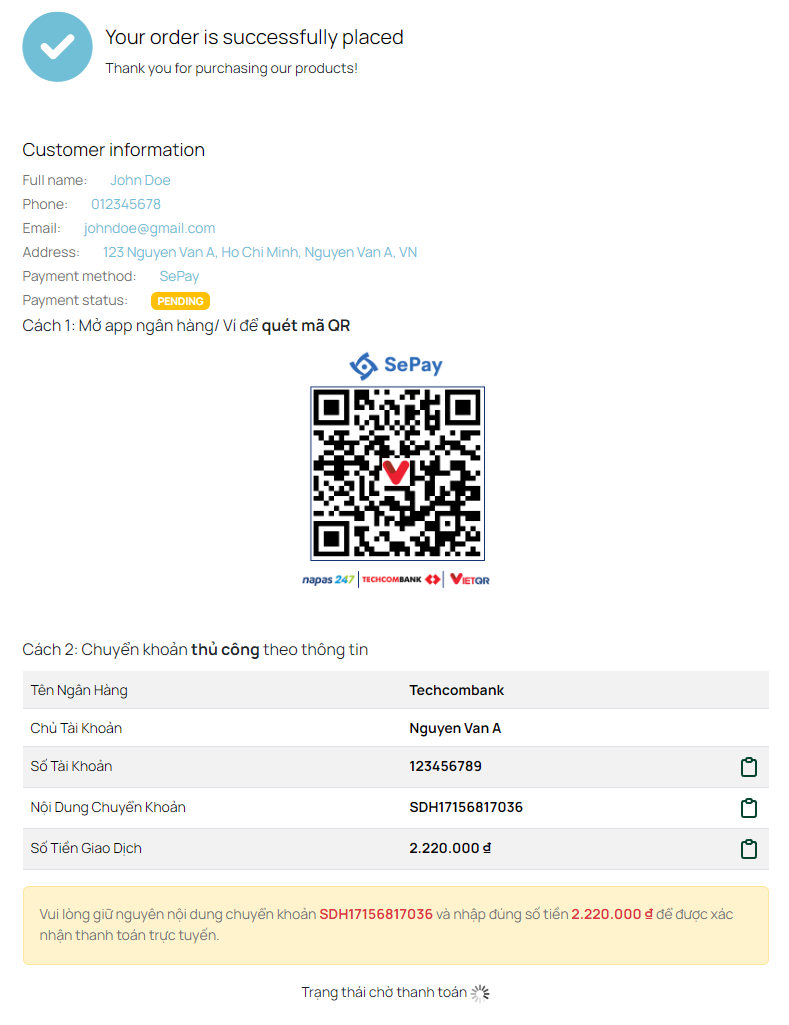 Your order is successfully placed
Thank you for purchasing our products!
Customer information
Full name: John Doe
Phone: 012345678
Email: johndoe@gmail.com
Address: 123 Nguyen Van A, Ho Chi Minh, Nguyen Van A, VN
Payment method: SePay
Payment status: PENDING
Cách 1: Mở app ngân hàng/ Ví để quét mã QR
SePay
napas 247 TECHCOMBANK VIETQR
Cách 2: Chuyển khoản thủ công theo thông tin
Tên Ngân Hàng Techcombank
Chủ Tài Khoản Nguyen Van A
Số Tài Khoản 123456789
Nội Dung Chuyển Khoản SDH17156817036
Số Tiền Giao Dịch 2.220.000 ₫
Vui lòng giữ nguyên nội dung chuyển khoản SDH17156817036 và nhập đúng số tiền 2.220.000 ₫ để được xác
nhận thanh toán trực tuyến.
Trạng thái chờ thanh toán